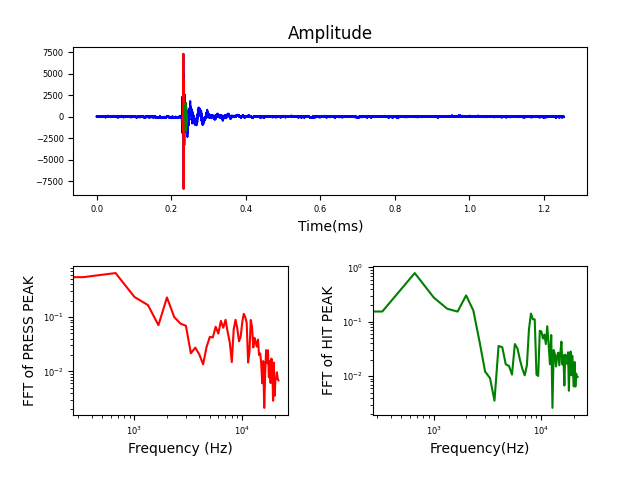 Amplitude
7500
5000
2500
0
−2500
−5000
−7500
0.0 0.2 0.4 0.6 0.8 1.0 1.2
Time(ms)
FFT of PRESS PEAK
10⁻¹
10⁻²
10³ 10⁴
Frequency (Hz)
FFT of HIT PEAK
10⁰
10⁻¹
10⁻²
10³ 10⁴
Frequency(Hz)